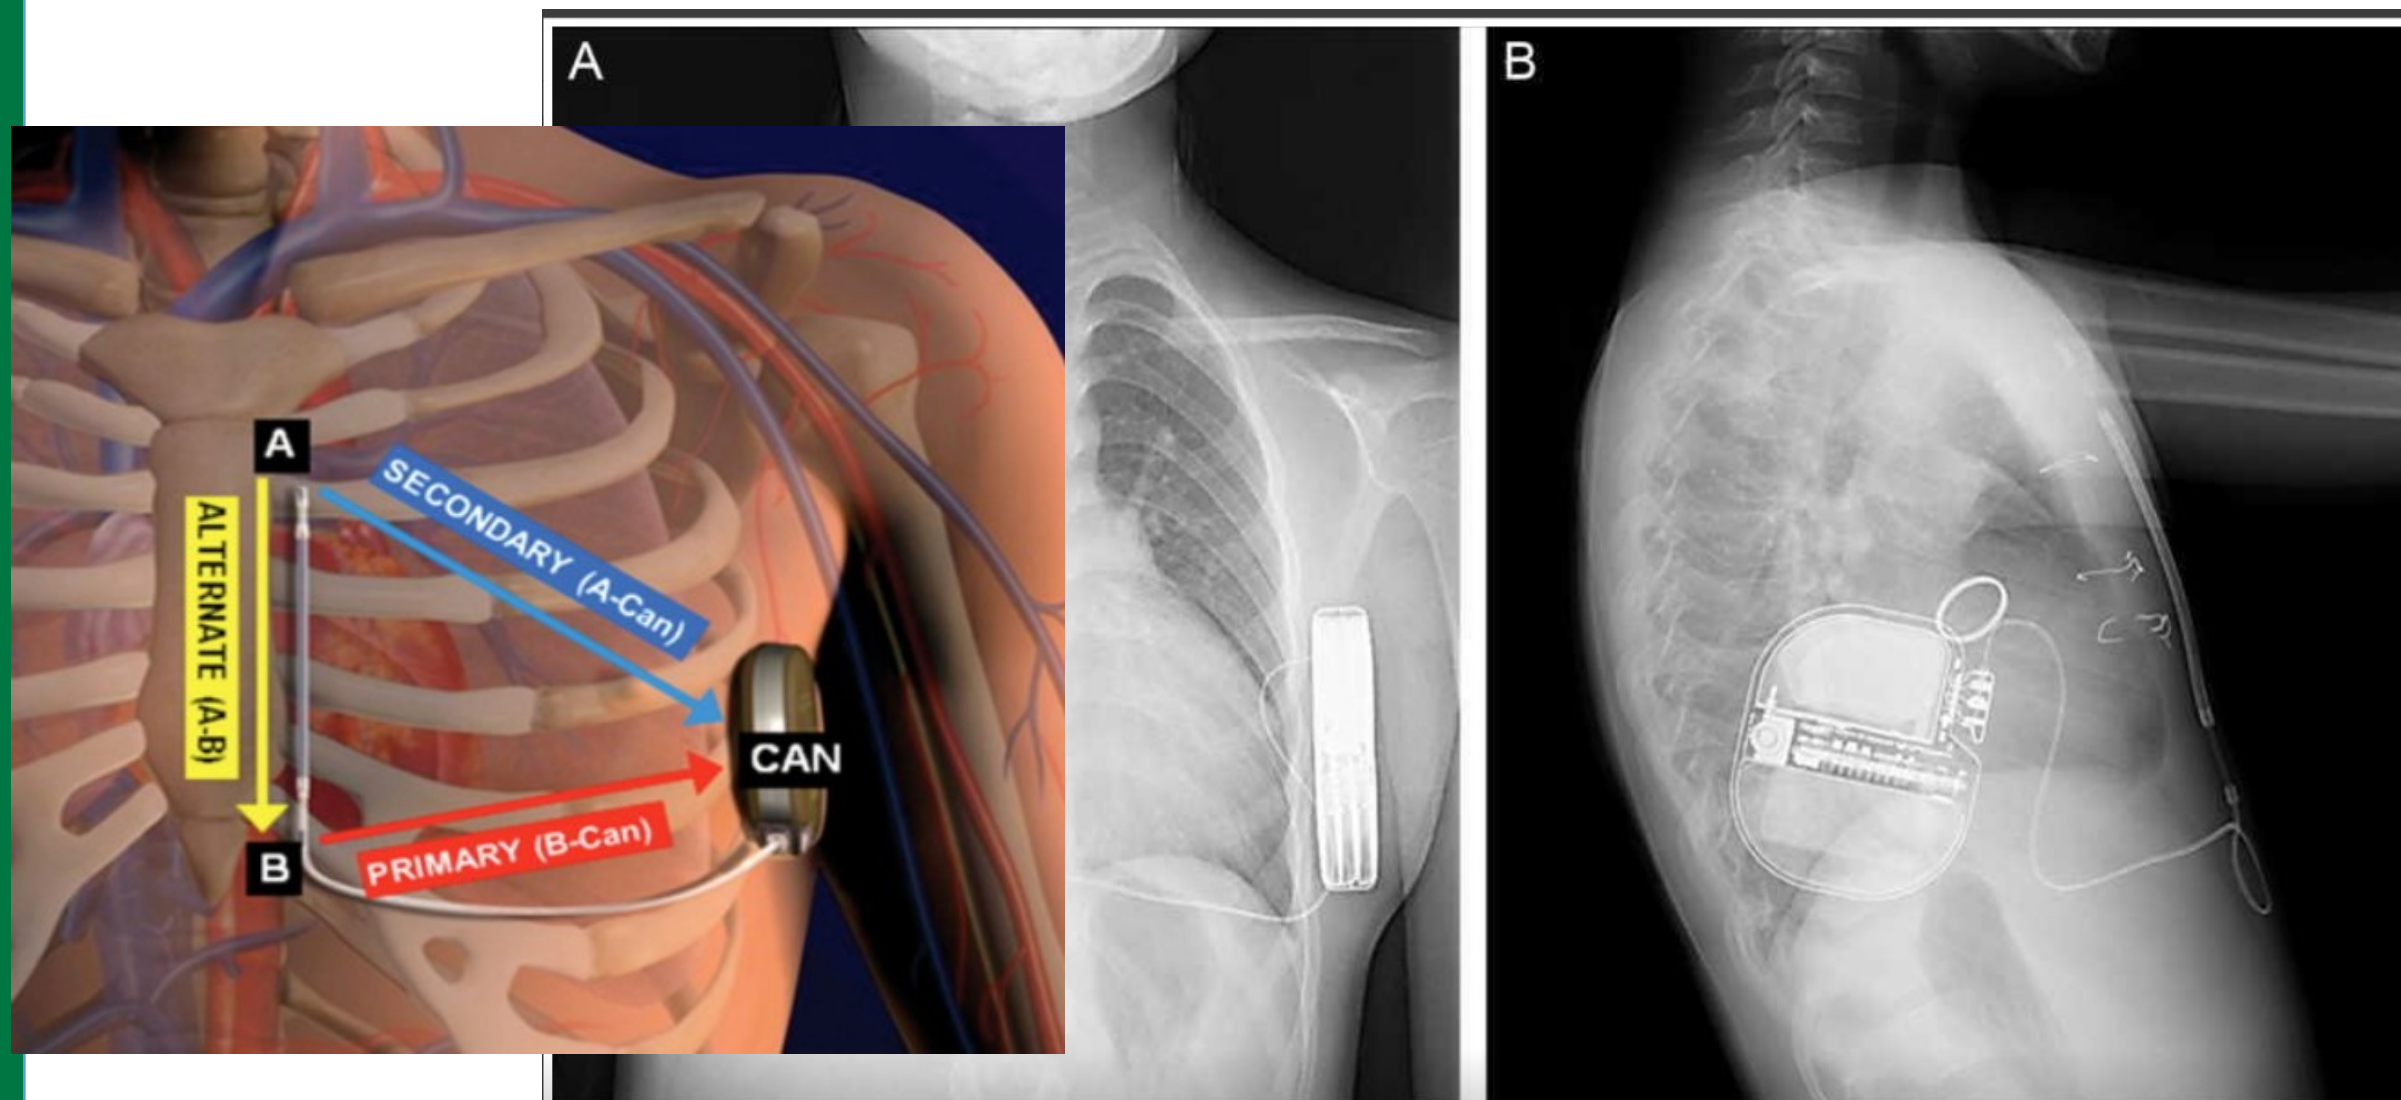 A
B
A
SECONDARY (A-Can)
ALTERNATE (A-B)
CAN
PRIMARY (B-Can)
B